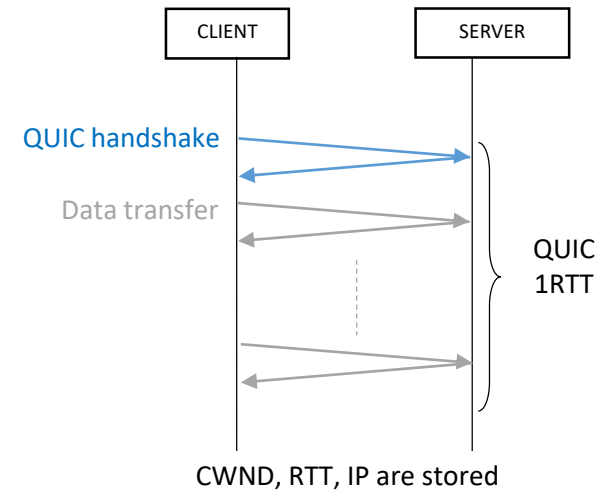 CLIENT
SERVER
QUIC handshake
Data transfer
QUIC
1RTT
CWND, RTT, IP are stored